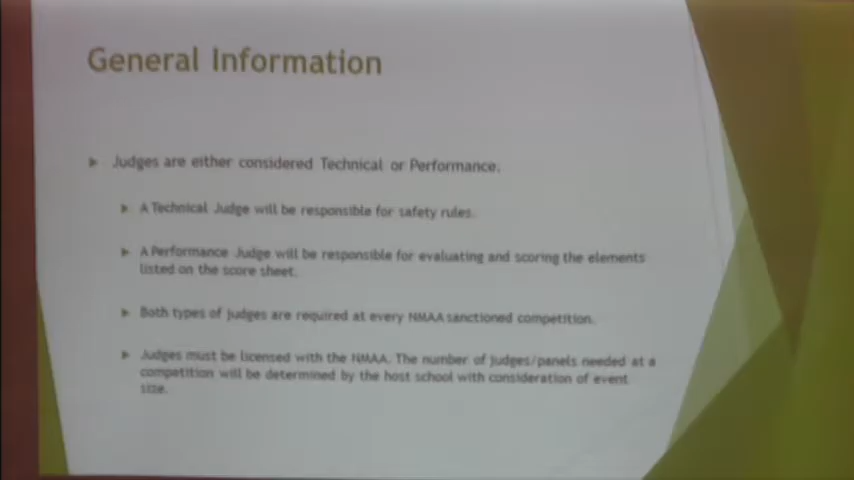 General Information
Judges are either considered Technical or Performance.
A Technical Judge will be responsible for safety rules.
A Performance Judge will be responsible for evaluating and scoring the elements
listed on the score sheet.
Both types of judges are required at every NMAA sanctioned competition.
Judges must be licensed with the NMAA. The number of judges/panels needed at a
competition will be determined by the host school with consideration of event
size.